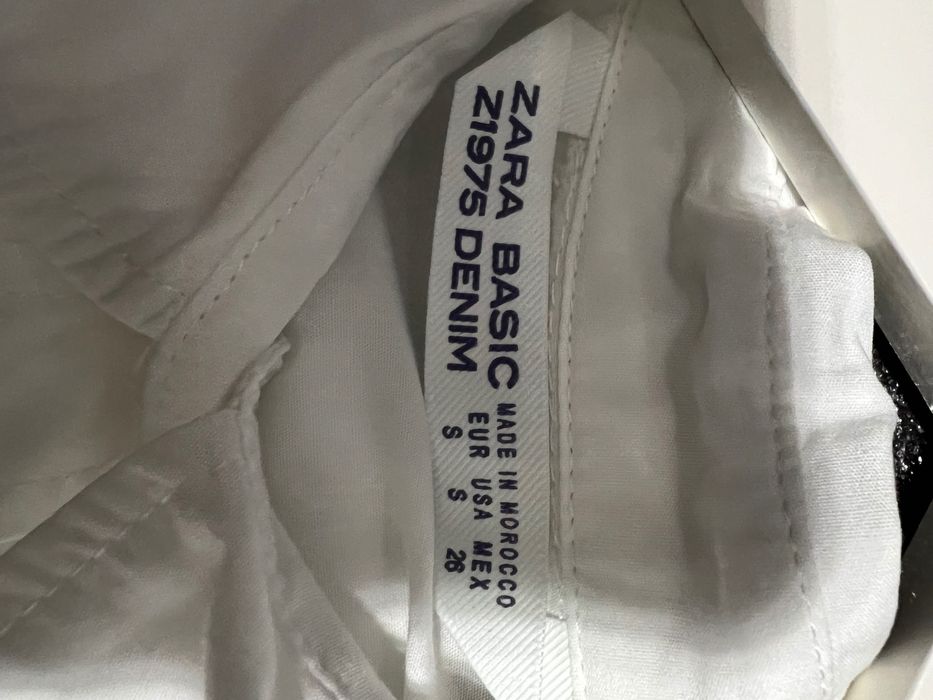 ZARA BASIC
Z1975 DENIM
MADE IN MOROCCO
EUR USA MEX
S S 26